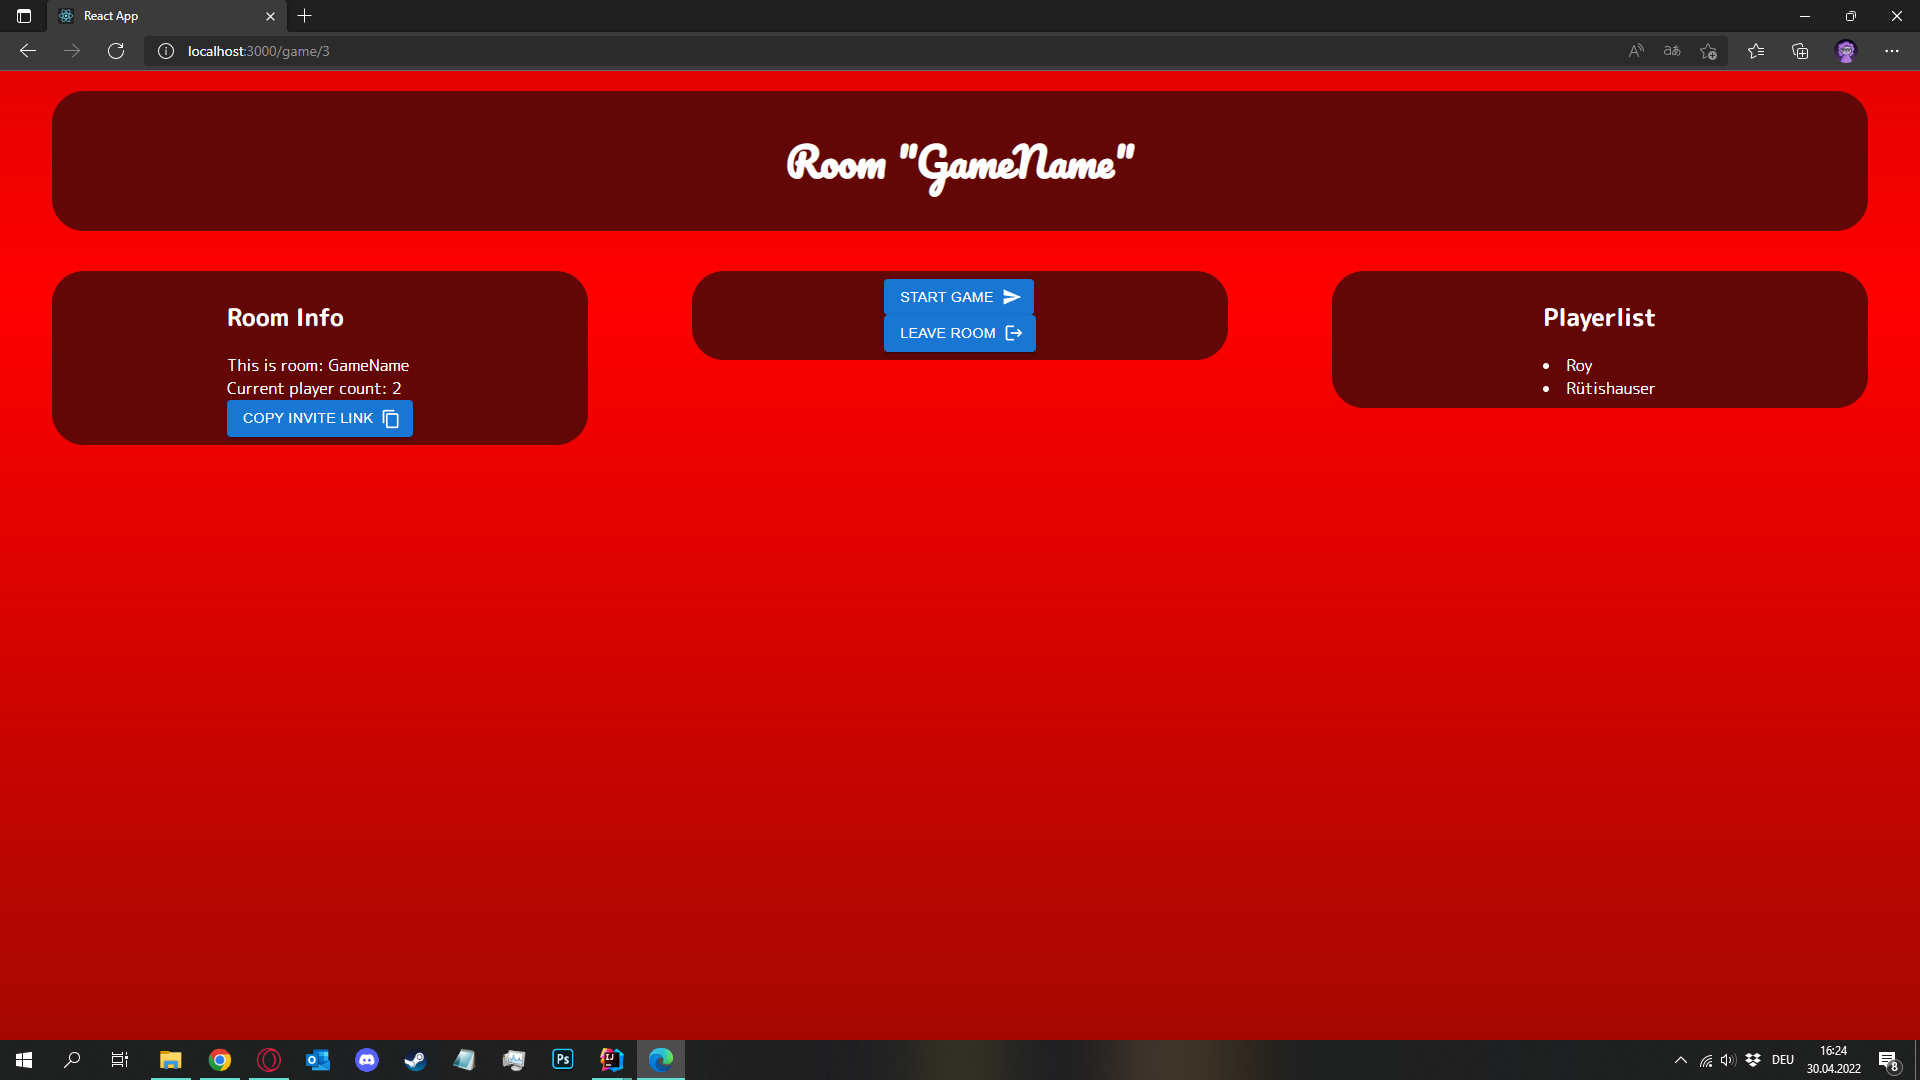 React App
localhost:3000/game/3
Room "GameName"
Room Info
This is room: GameName
Current player count: 2
COPY INVITE LINK
START GAME
LEAVE ROOM
Playerlist
Roy
Rütishauser
DEU
16:24
30.04.2022
8